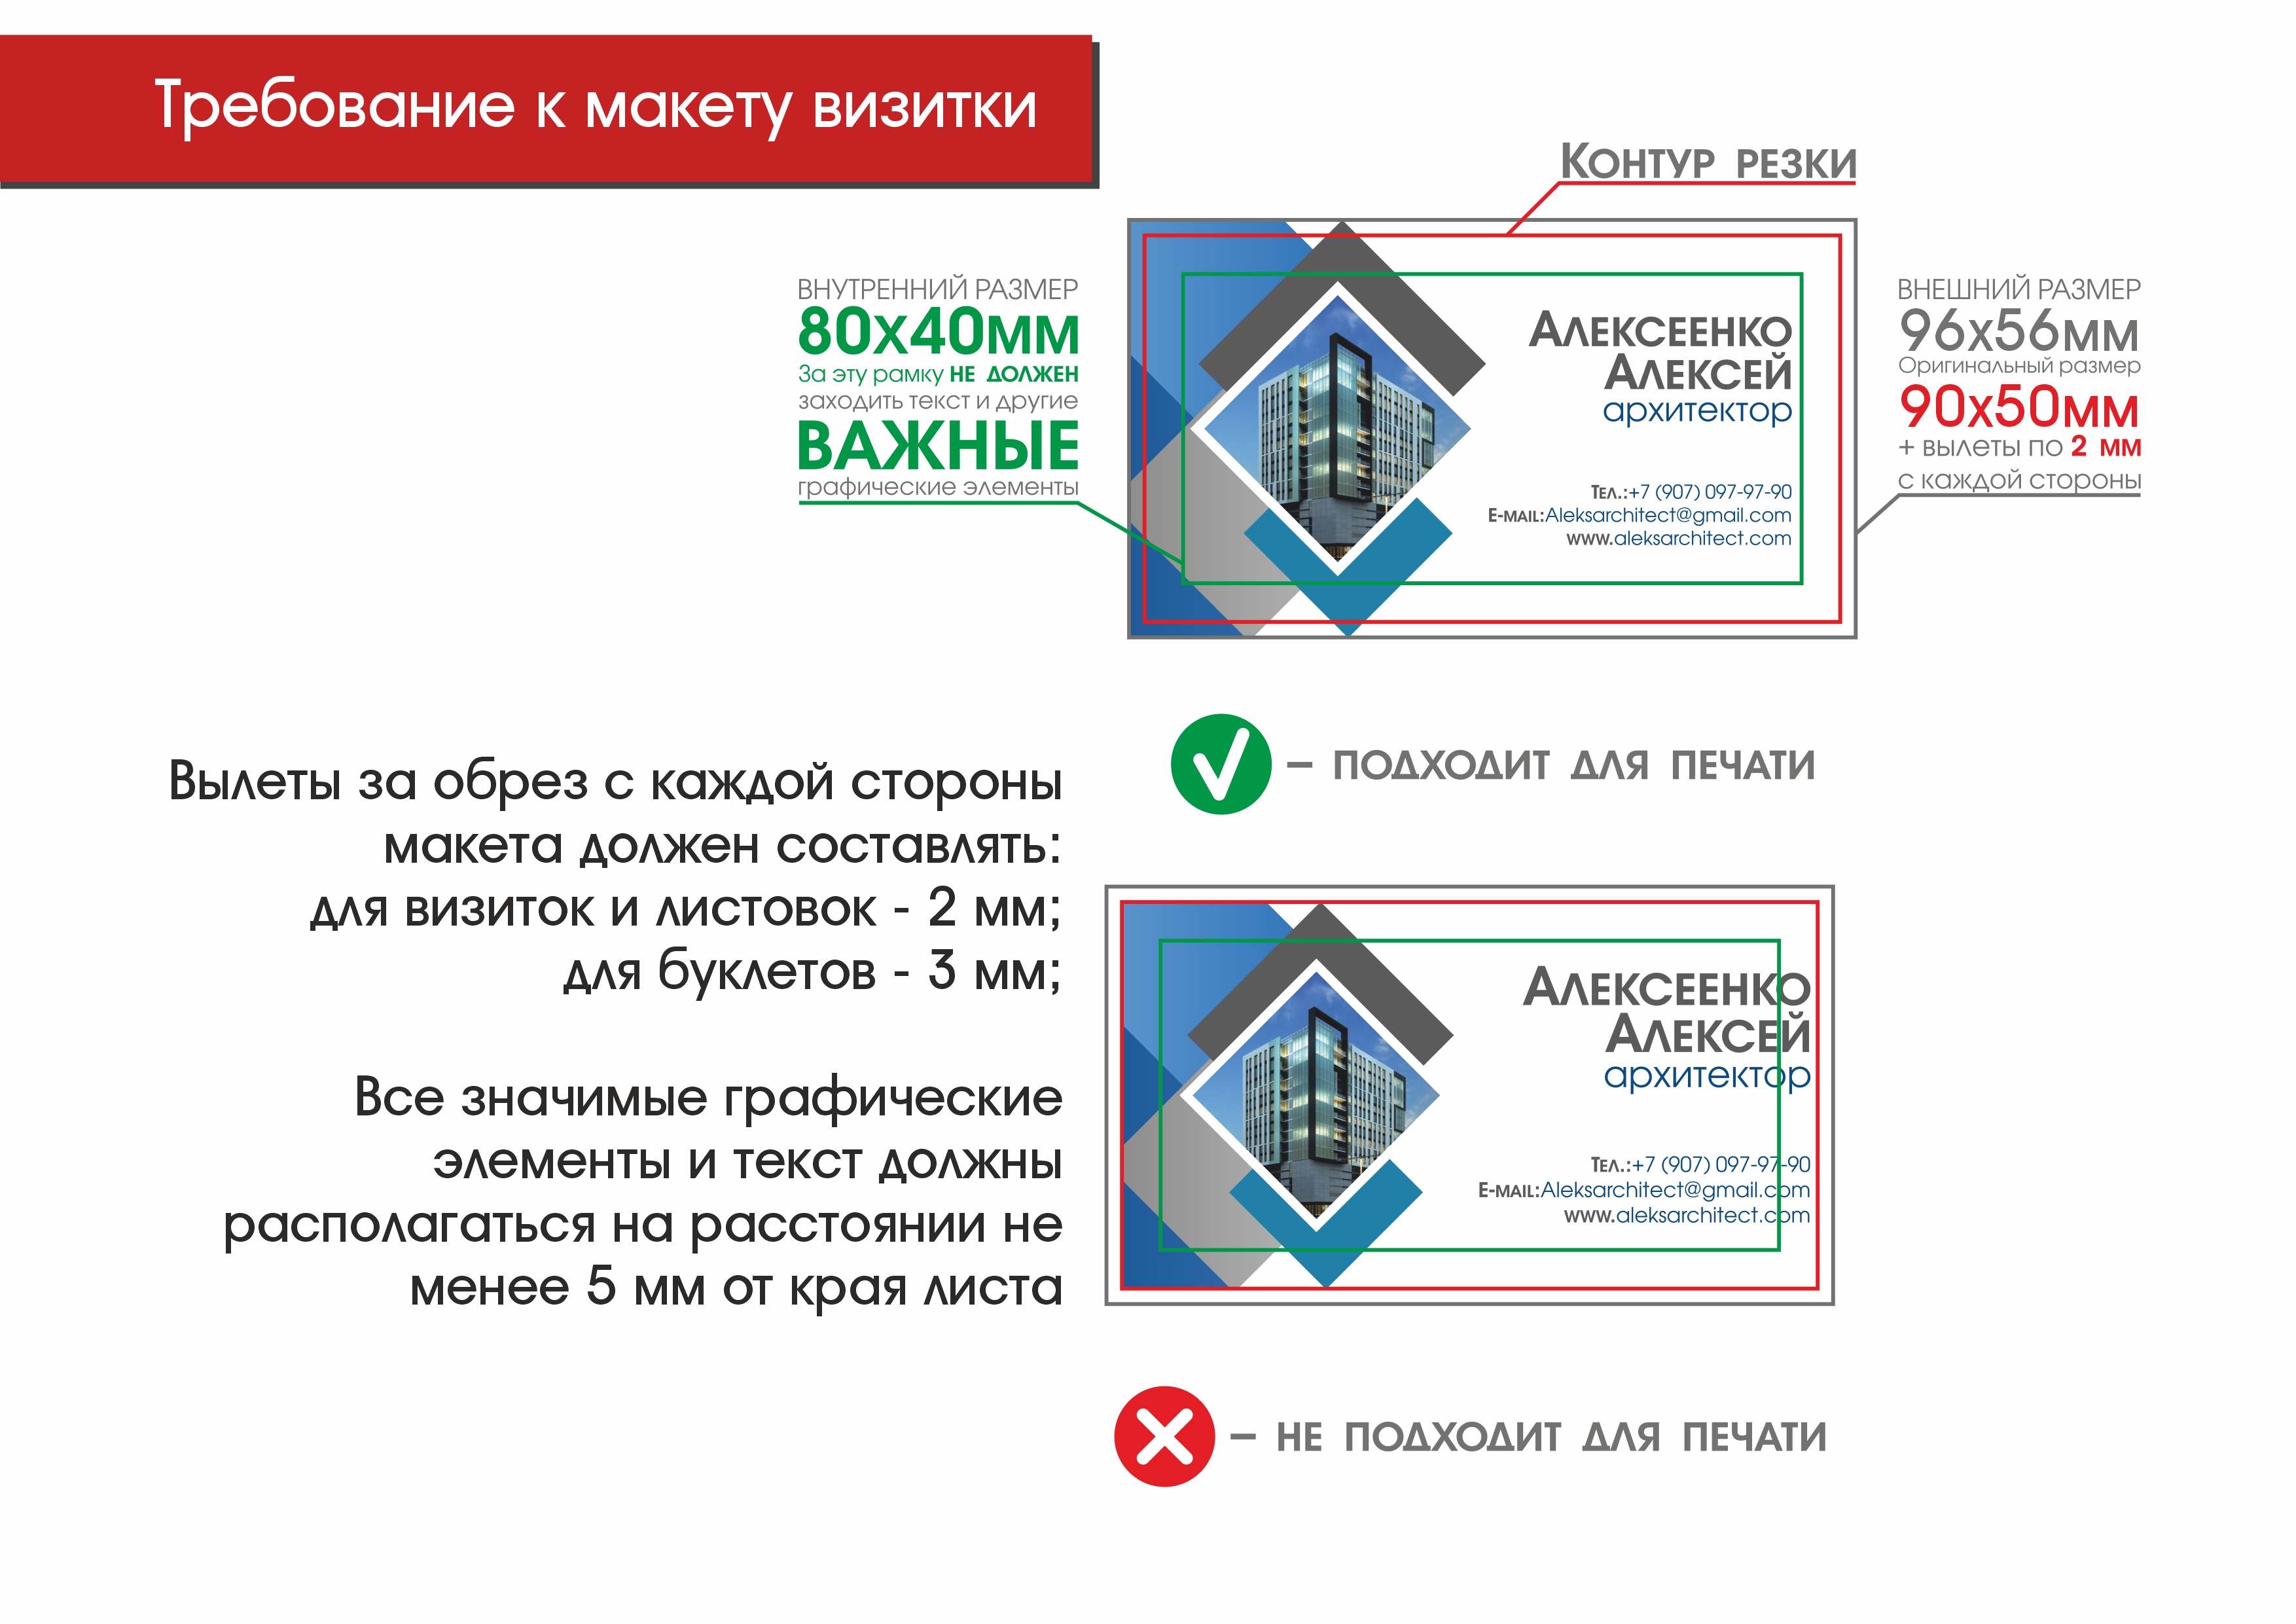 Требование к макету визитки
Контур резки
ВНУТРЕННИЙ РАЗМЕР
80х40мм
За эту рамку НЕ ДОЛЖЕН
заходить текст и другие
ВАЖНЫЕ
графические элементы
Алексеенко
Алексей
архитектор
Тел.:+7 (907) 097-97-90
E-mail:Aleksarchitect@gmail.com
www.aleksarchitect.com
ВНЕШНИЙ РАЗМЕР
96х56мм
Оригинальный размер
90х50мм
+ вылеты по 2 мм
с каждой стороны
– подходит для печати
Вылеты за обрез с каждой стороны
макета должен составлять:
для визиток и листовок - 2 мм;
для буклетов - 3 мм;
Все значимые графические
элементы и текст должны
располагаться на расстоянии не
менее 5 мм от края листа
Алексеенко
Алексей
архитектор
Тел.:+7 (907) 097-97-90
E-mail:Aleksarchitect@gmail.com
www.aleksarchitect.com
– не подходит для печати